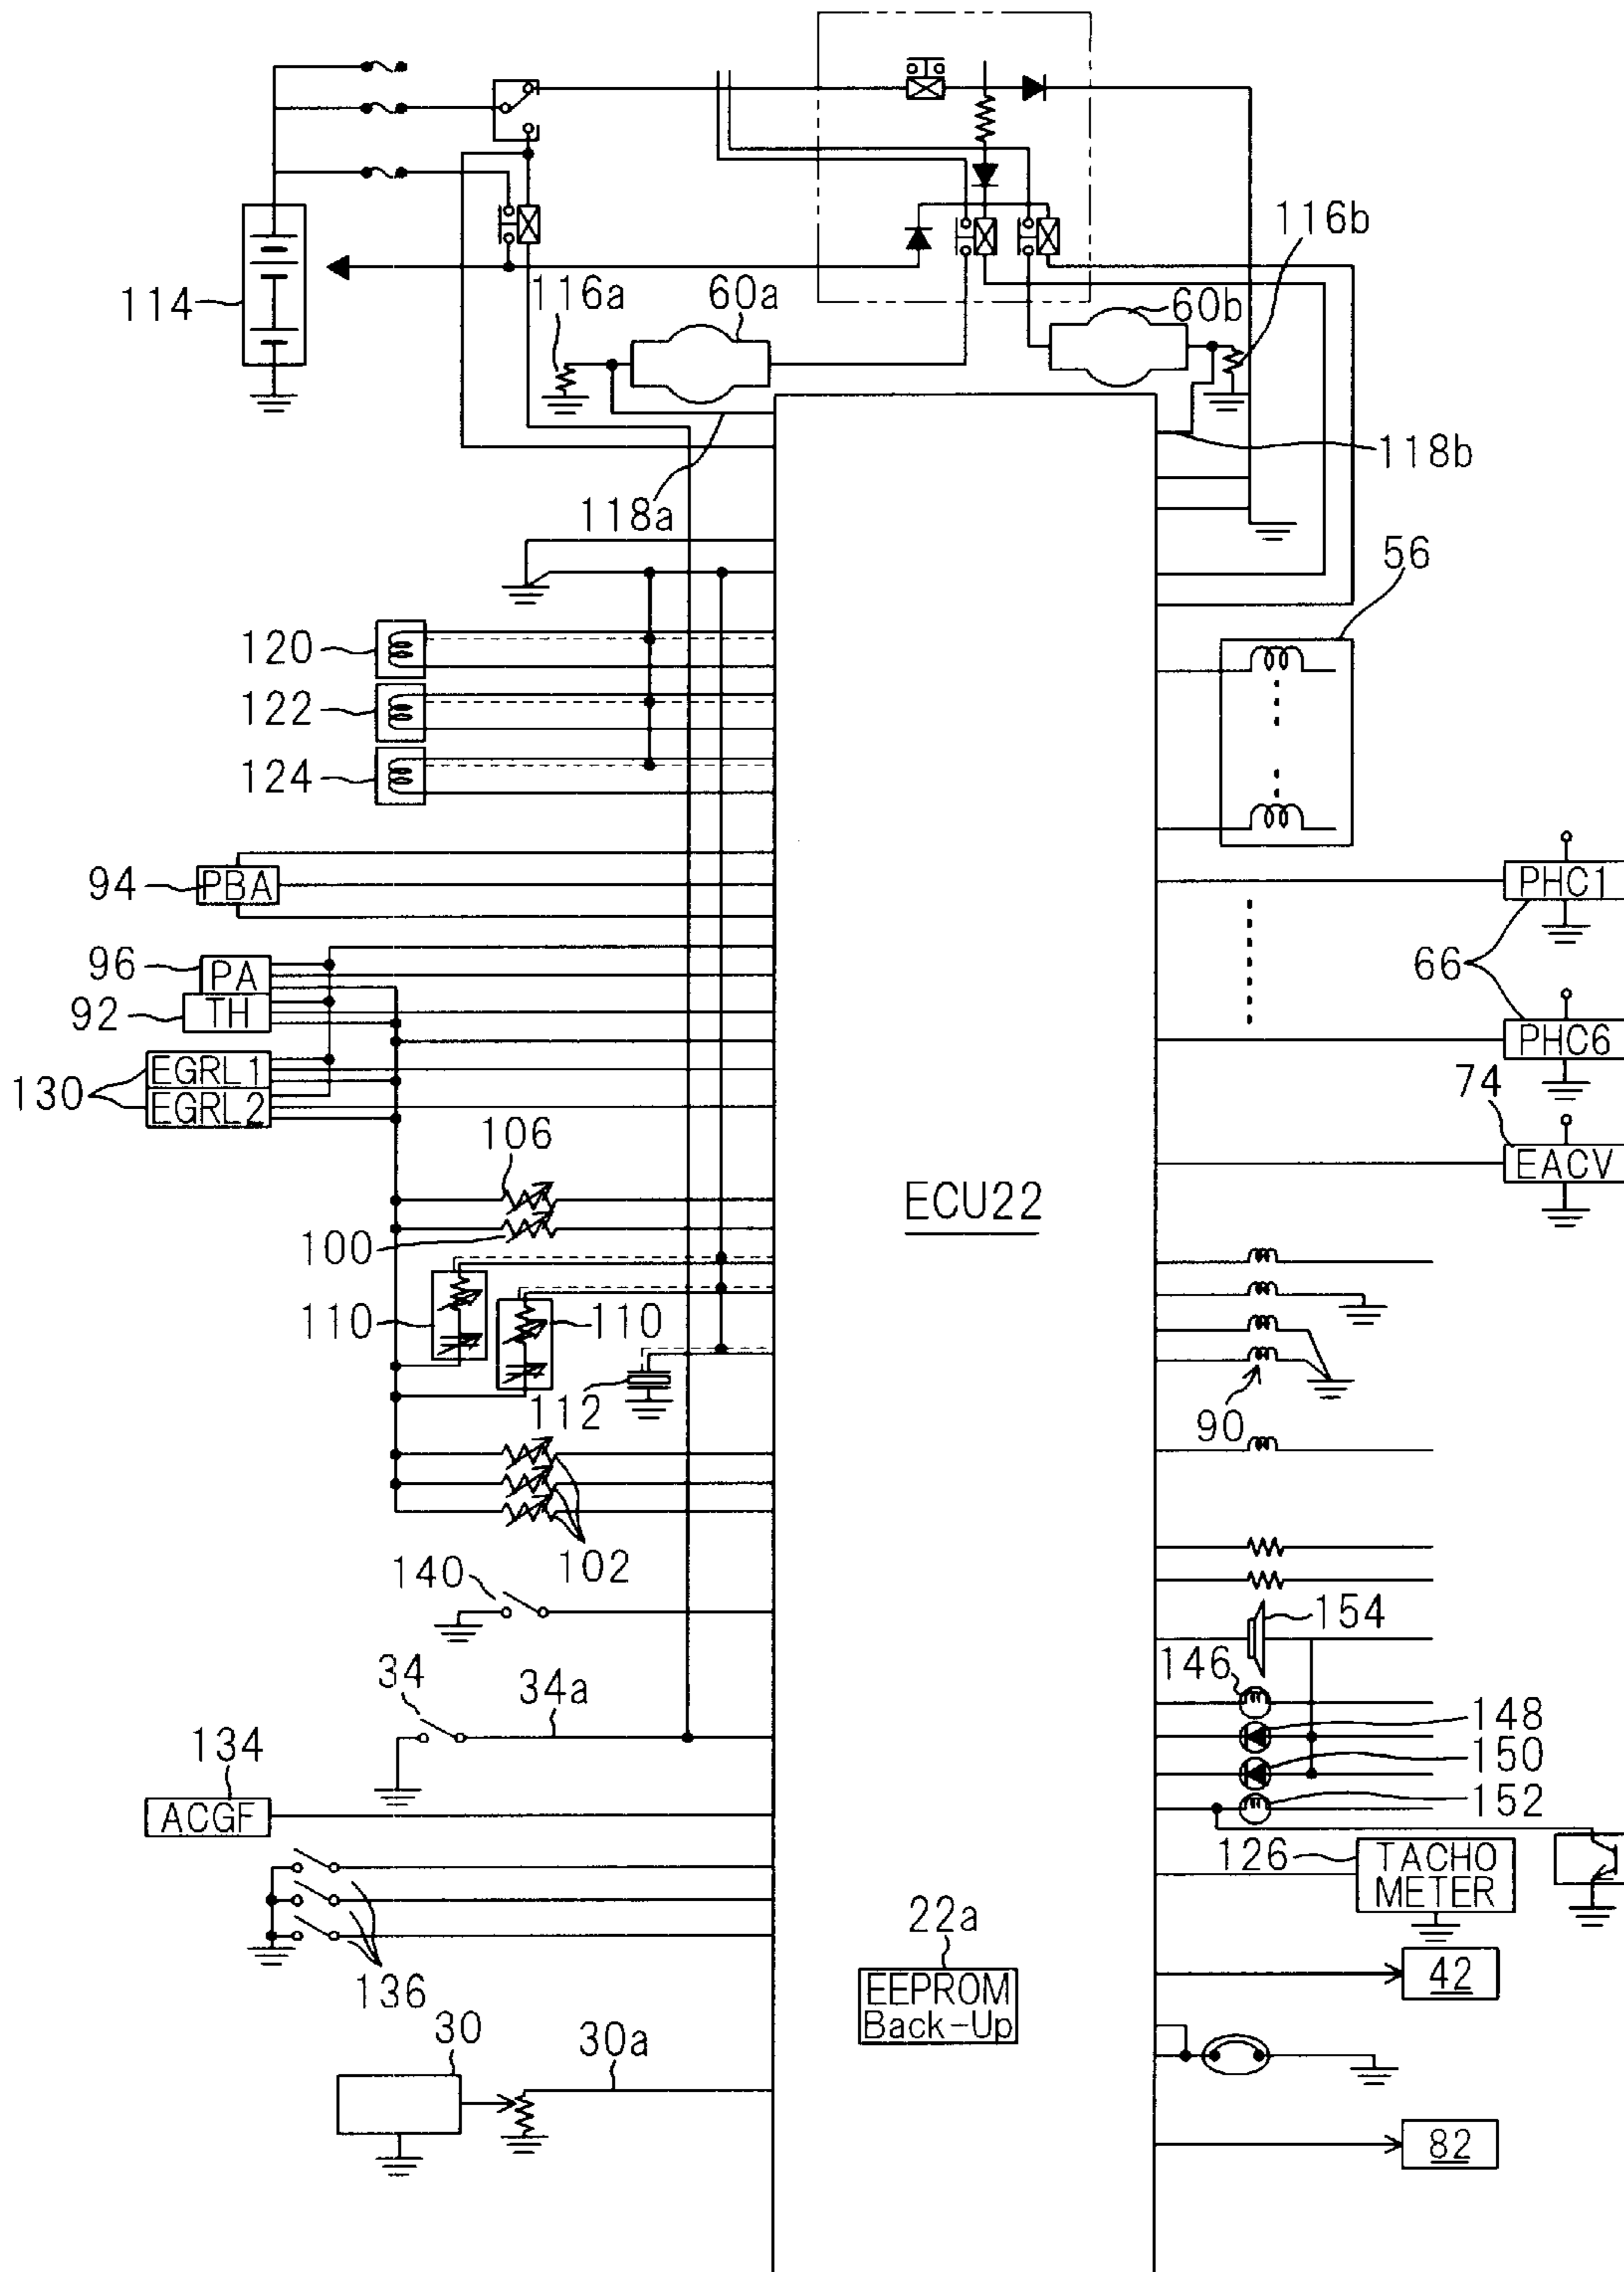 116b
116a
60a
60b
114
118b
118a
56
120
122
124
94
PBA
PHC1
96
PA
92
TH
66
EGRL1
130
EGRL2
PHC6
74
EACV
106
ECU22
100
110
110
112
90
102
140
154
146
34
34a
148
134
150
ACGF
152
126
TACHO
METER
22a
136
EEPROM
Back-Up
42
30
30a
82